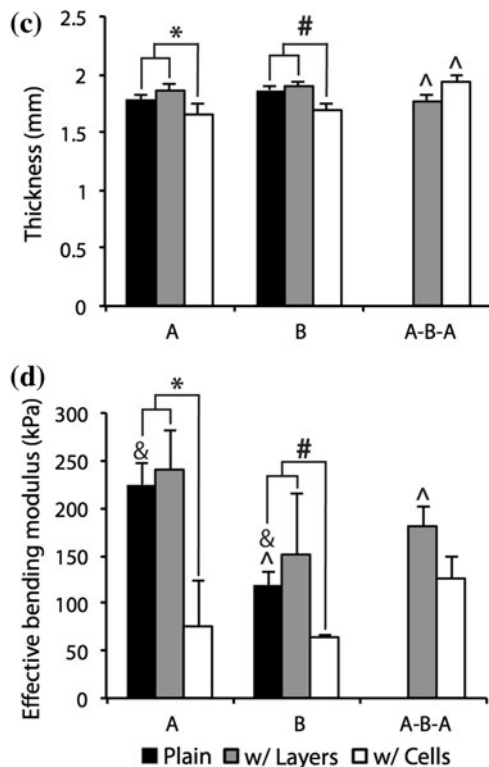 (c)
Thickness (mm)
2.5
2
1.5
1
0.5
0
* # ^ ^
A B A-B-A
(d)
Effective bending modulus (kPa)
300
250
200
150
100
50
0
* & # & ^ ^
A B A-B-A
Plain w/ Layers w/ Cells